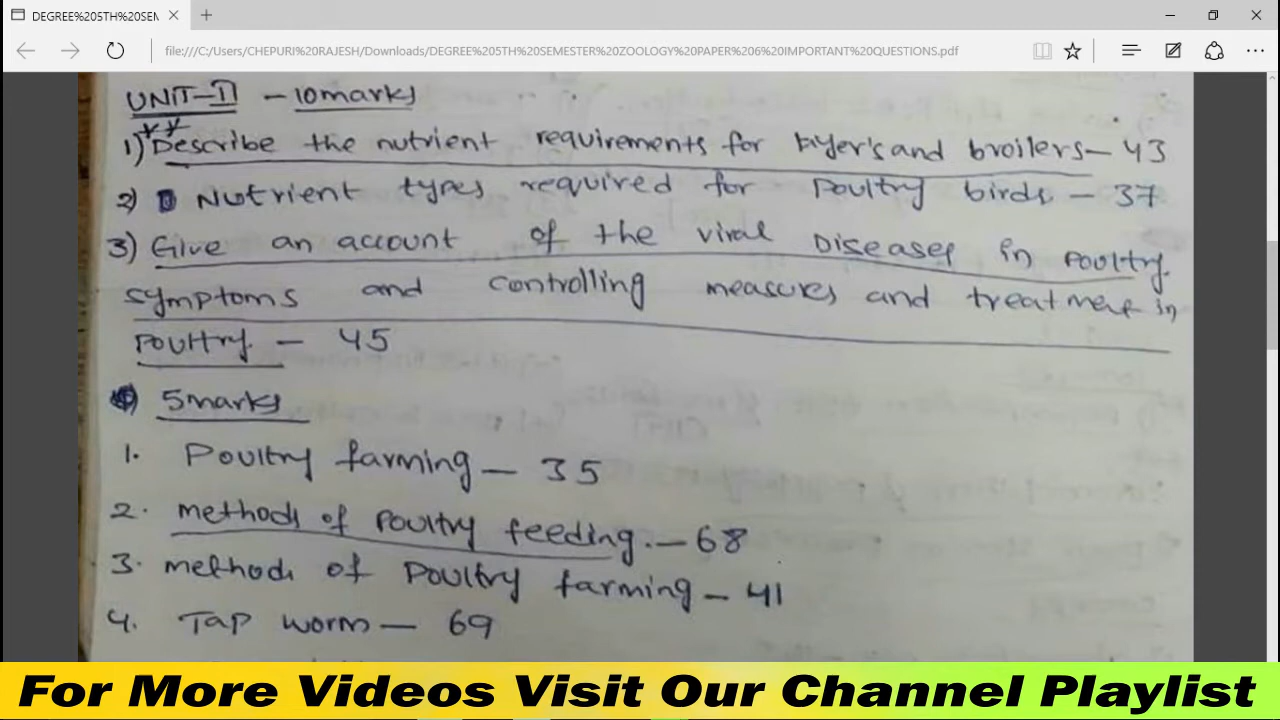 DEGREE%205TH%20SEM
file:///C:/Users/CHEPURI%20RAJESH/Downloads/DEGREE%205TH%20SEMESTER%20ZOOLOGY%20PAPER%206%20IMPORTANT%20QUESTIONS.pdf
UNIT-II - 10marks
1) Describe the nutrient requirements for layer's and broilers - 43
2) Nutrient types required for Poultry birds - 37
3) Give an account of the viral Diseases in Poultry.
symptoms and controlling measures and treatment in
Poultry. - 45
5marks
1. Poultry farming - 35
2. methods of Poultry feeding. - 68
3. methods of Poultry farming - 41
4. Tap worm - 69
For More Videos Visit Our Channel Playlist